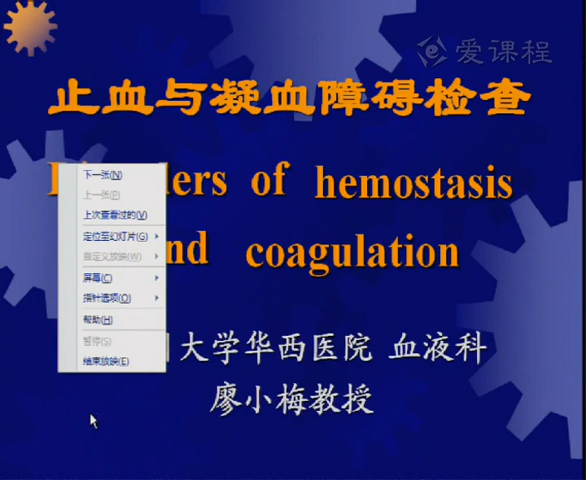 爱课程
止血与凝血障碍检查
ders of hemostasis
nd coagulation
大学华西医院 血液科
廖小梅教授
下一张(N)
上一张(P)
上次查看过的(V)
定位至幻灯片(G)
自定义放映(W)
屏幕(C)
指针选项(O)
帮助(H)
暂停(S)
结束放映(E)